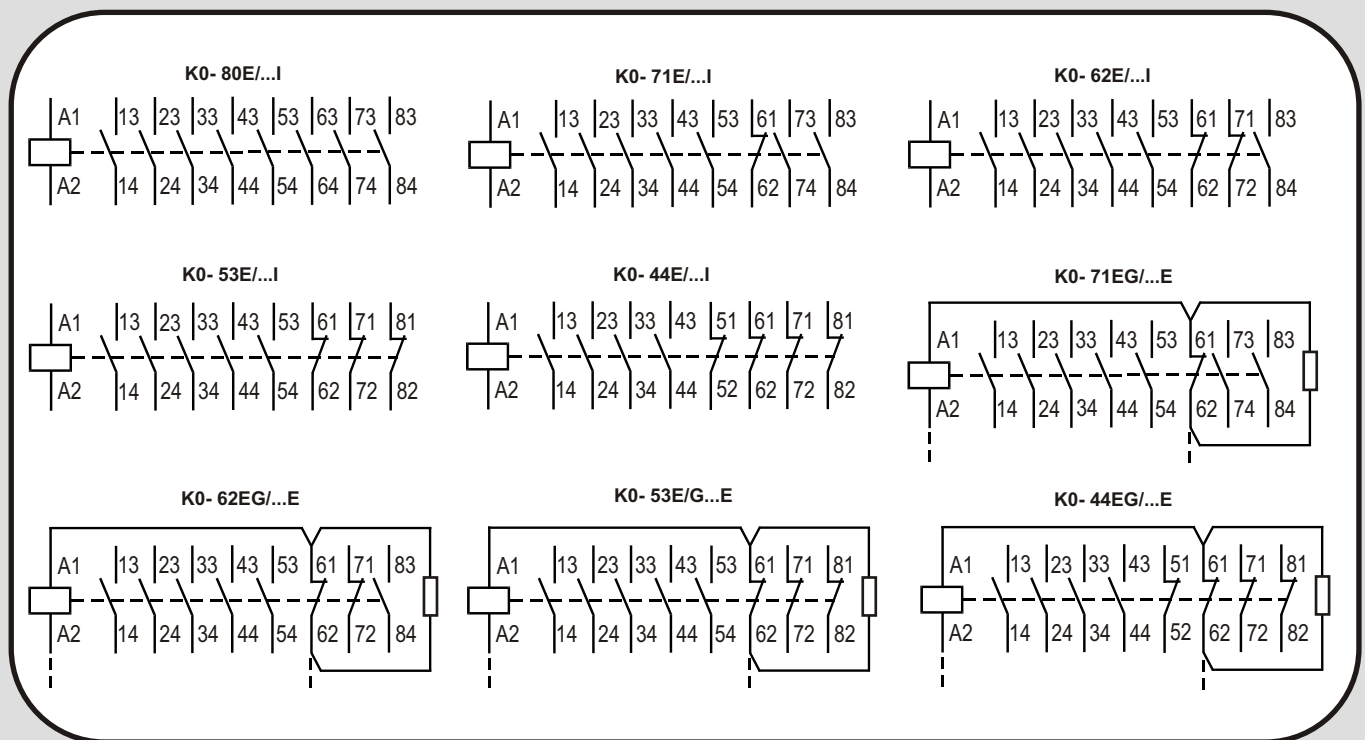 K0- 80E/...I
A1 13 23 33 43 53 63 73 83
A2 14 24 34 44 54 64 74 84
K0- 71E/...I
A1 13 23 33 43 53 61 73 83
A2 14 24 34 44 54 62 74 84
K0- 62E/...I
A1 13 23 33 43 53 61 71 83
A2 14 24 34 44 54 62 72 84
K0- 53E/...I
A1 13 23 33 43 53 61 71 81
A2 14 24 34 44 54 62 72 82
K0- 44E/...I
A1 13 23 33 43 51 61 71 81
A2 14 24 34 44 52 62 72 82
K0- 71EG/...E
A1 13 23 33 43 53 61 73 83
A2 14 24 34 44 54 62 74 84
K0- 62EG/...E
A1 13 23 33 43 53 61 71 83
A2 14 24 34 44 54 62 72 84
K0- 53E/G...E
A1 13 23 33 43 53 61 71 81
A2 14 24 34 44 54 62 72 82
K0- 44EG/...E
A1 13 23 33 43 51 61 71 81
A2 14 24 34 44 52 62 72 82